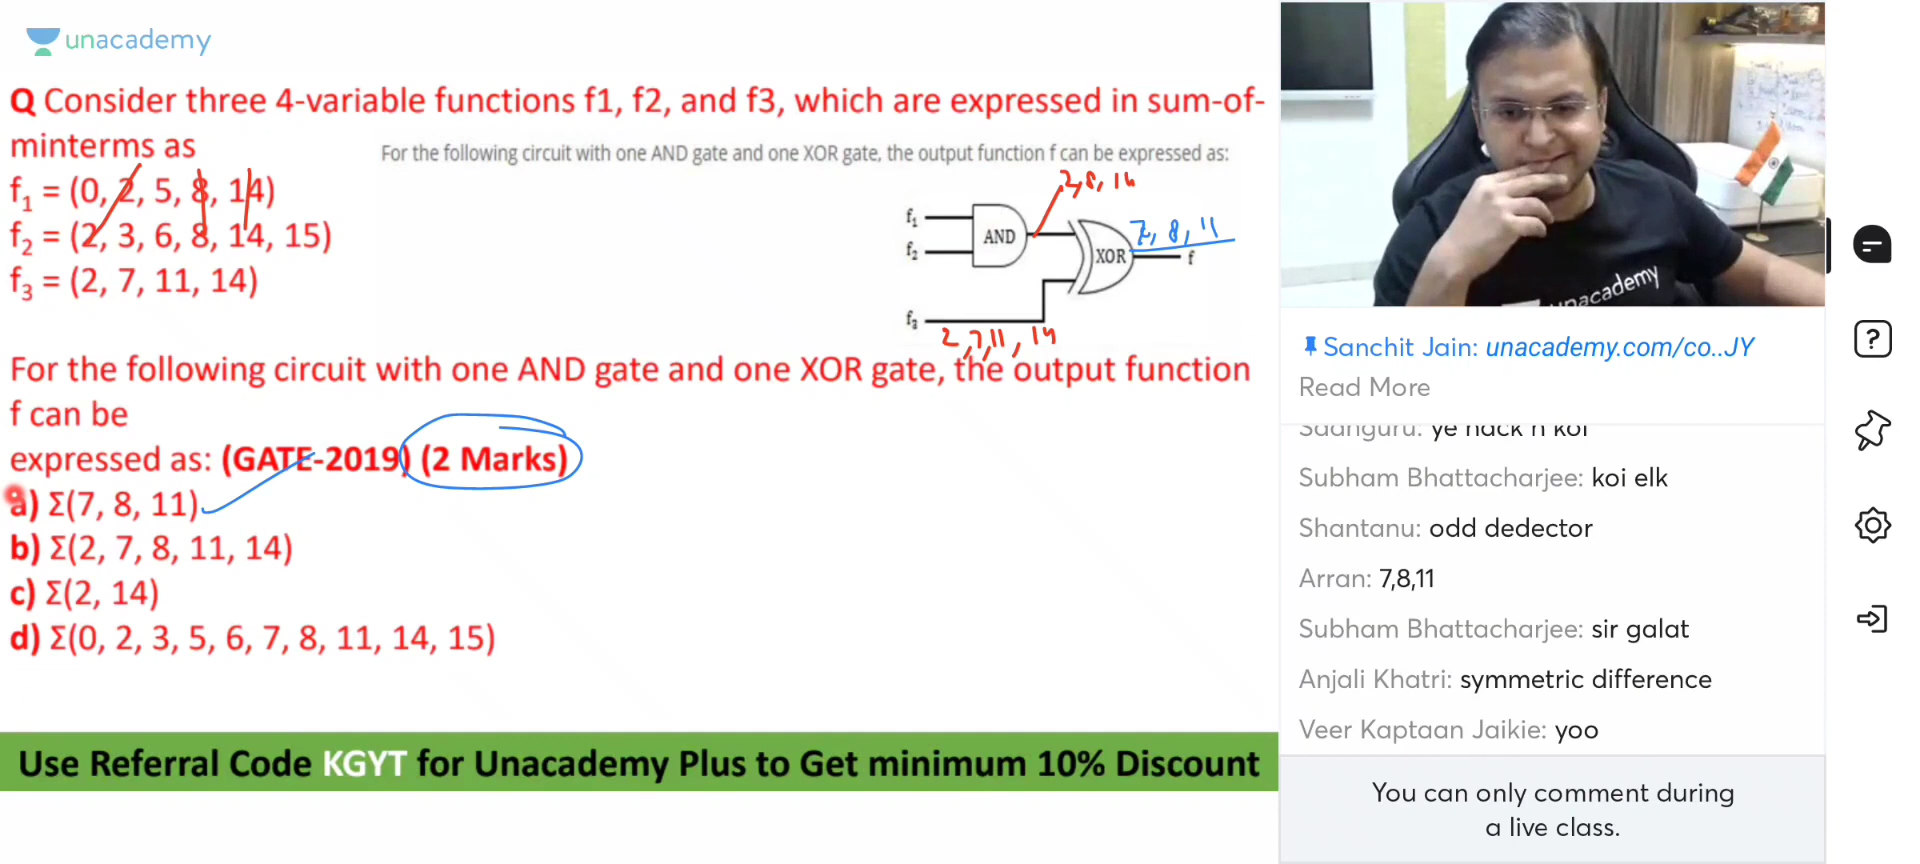 unacademy
Q Consider three 4-variable functions f1, f2, and f3, which are expressed in sum-of-
minterms as
For the following circuit with one AND gate and one XOR gate, the output function f can be expressed as:
f₁ = (0, 2, 5, 8, 14)
f₂ = (2, 3, 6, 8, 14, 15)
f₃ = (2, 7, 11, 14)
2, 8, 14
f₁
f₂
AND
XOR
7, 8, 11
f
f₃
2, 7, 11, 14
For the following circuit with one AND gate and one XOR gate, the output function
f can be
expressed as: (GATE-2019) (2 Marks)
a) Σ(7, 8, 11)
b) Σ(2, 7, 8, 11, 14)
c) Σ(2, 14)
d) Σ(0, 2, 3, 5, 6, 7, 8, 11, 14, 15)
Use Referral Code KGYT for Unacademy Plus to Get minimum 10% Discount
unacademy
Sanchit Jain: unacademy.com/co..JY
Read More
Saanguru: ye hack h koi
Subham Bhattacharjee: koi elk
Shantanu: odd dedector
Arran: 7,8,11
Subham Bhattacharjee: sir galat
Anjali Khatri: symmetric difference
Veer Kaptaan Jaikie: yoo
You can only comment during
a live class.
?